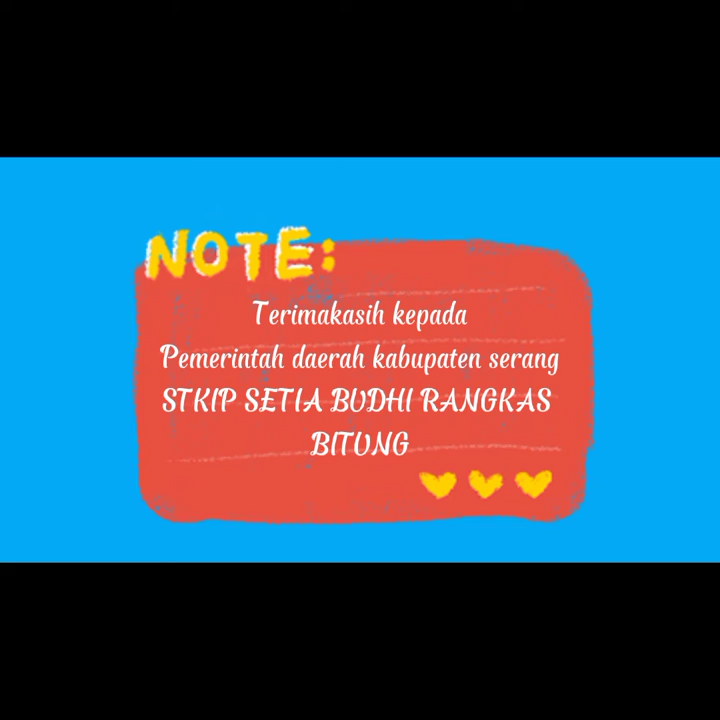 NOTE:
Terimakasih kepada
Pemerintah daerah kabupaten serang
STKIP SETIA BUDHI RANGKAS
BITUNG